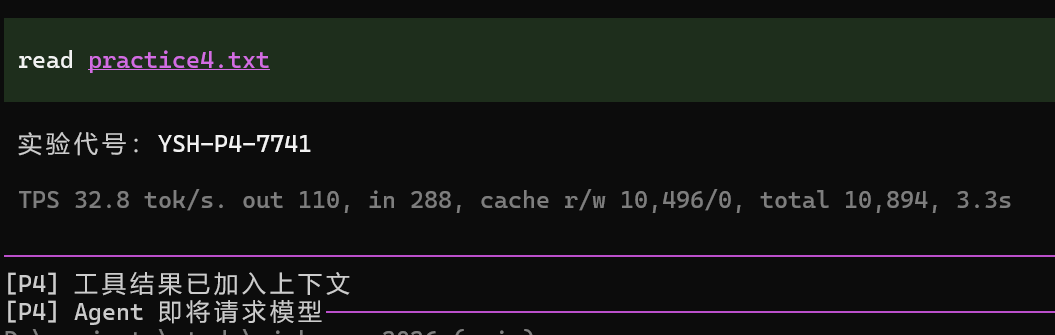 read practice4.txt
实验代号: YSH-P4-7741
TPS 32.8 tok/s. out 110, in 288, cache r/w 10,496/0, total 10,894, 3.3s
[P4] 工具结果已加入上下文
[P4] Agent 即将请求模型